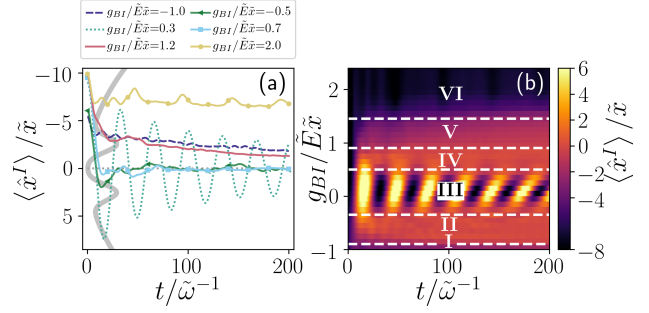 g_{BI}/ẼX̃=−1.0 g_{BI}/Ẽx̃=−0.5
g_{BI}/Ẽx̃=0.3 g_{BI}/Ẽx̃=0.7
g_{BI}/Ẽx̃=1.2 g_{BI}/Ẽx̃=2.0
−10
−5
0
5
⟨x̂^I⟩/x̃
0 100 200
t/ω̃^{−1}
(a)
(b)
2
1
0
−1
g_{BI}/Ẽx̃
VI
V
IV
III
II
I
0 100 200
t/ω̃^{−1}
6
4
2
0
−2
−4
−8
⟨x̂^I⟩/x̃